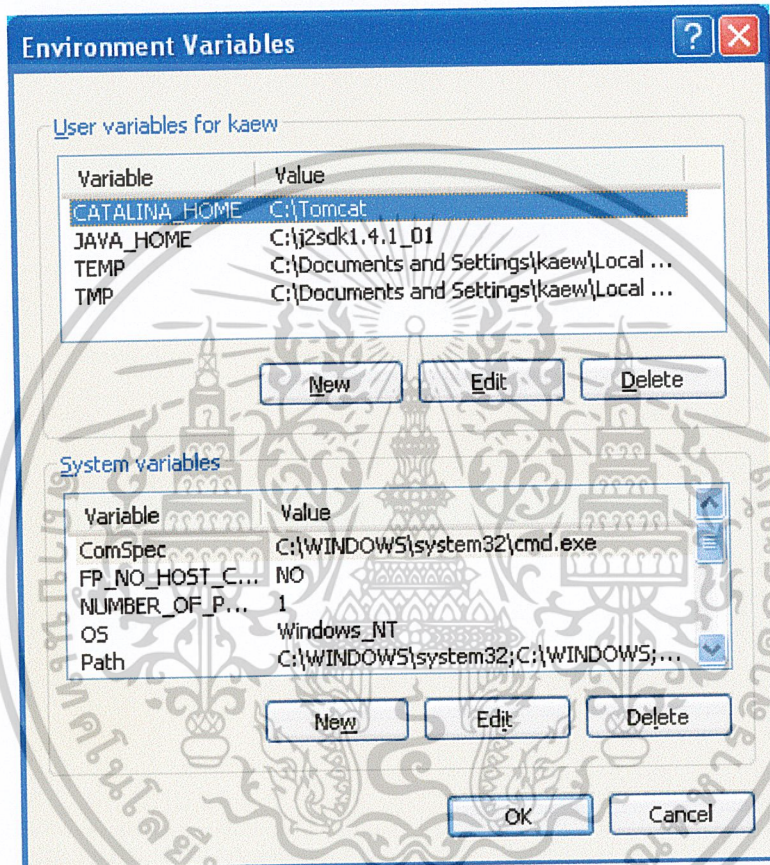 Environment Variables
User variables for kaew
Variable Value
CATALINA_HOME C:\Tomcat
JAVA_HOME C:\j2sdk1.4.1_01
TEMP C:\Documents and Settings\kaew\Local ...
TMP C:\Documents and Settings\kaew\Local ...
New Edit Delete
System variables
Variable Value
ComSpec C:\WINDOWS\system32\cmd.exe
FP_NO_HOST_C... NO
NUMBER_OF_P... 1
OS Windows_NT
Path C:\WINDOWS\system32;C:\WINDOWS;...
New Edit Delete
OK Cancel